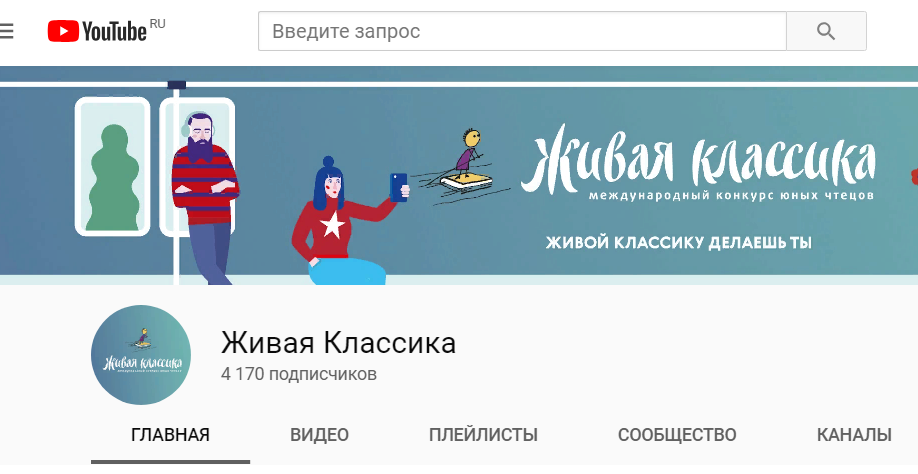 YouTube RU
Введите запрос
Живая классика
международный конкурс юных чтецов
ЖИВОЙ КЛАССИКУ ДЕЛАЕШЬ ТЫ
Живая классика
Живая Классика
4 170 подписчиков
ГЛАВНАЯ ВИДЕО ПЛЕЙЛИСТЫ СООБЩЕСТВО КАНАЛЫ